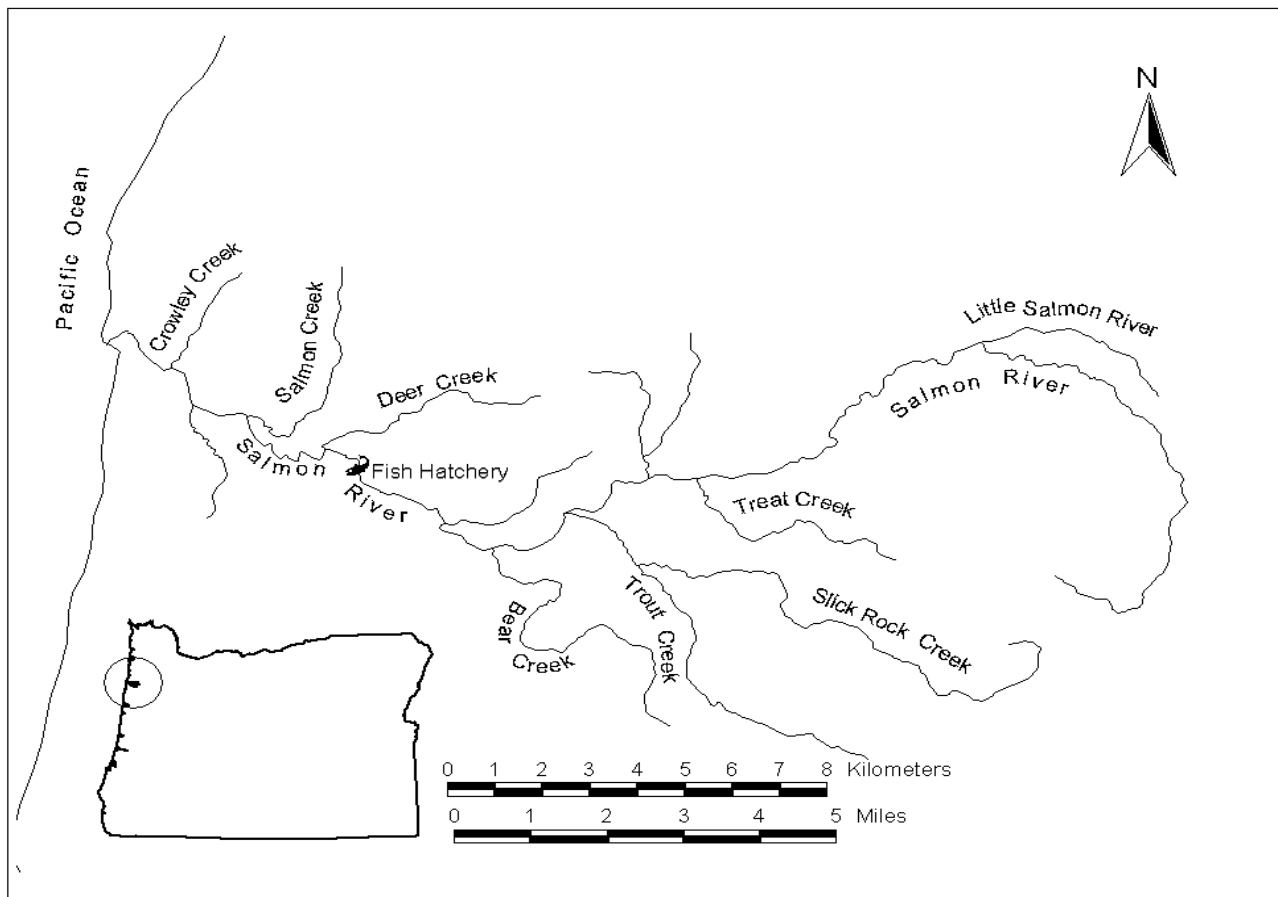 N
Pacific Ocean
Crowley Creek
Salmon Creek
Deer Creek
Little Salmon River
Salmon River
Salmon River
Fish Hatchery
Treat Creek
Slick Rock Creek
Trout Creek
Bear Creek
0 1 2 3 4 5 6 7 8 Kilometers
0 1 2 3 4 5 Miles